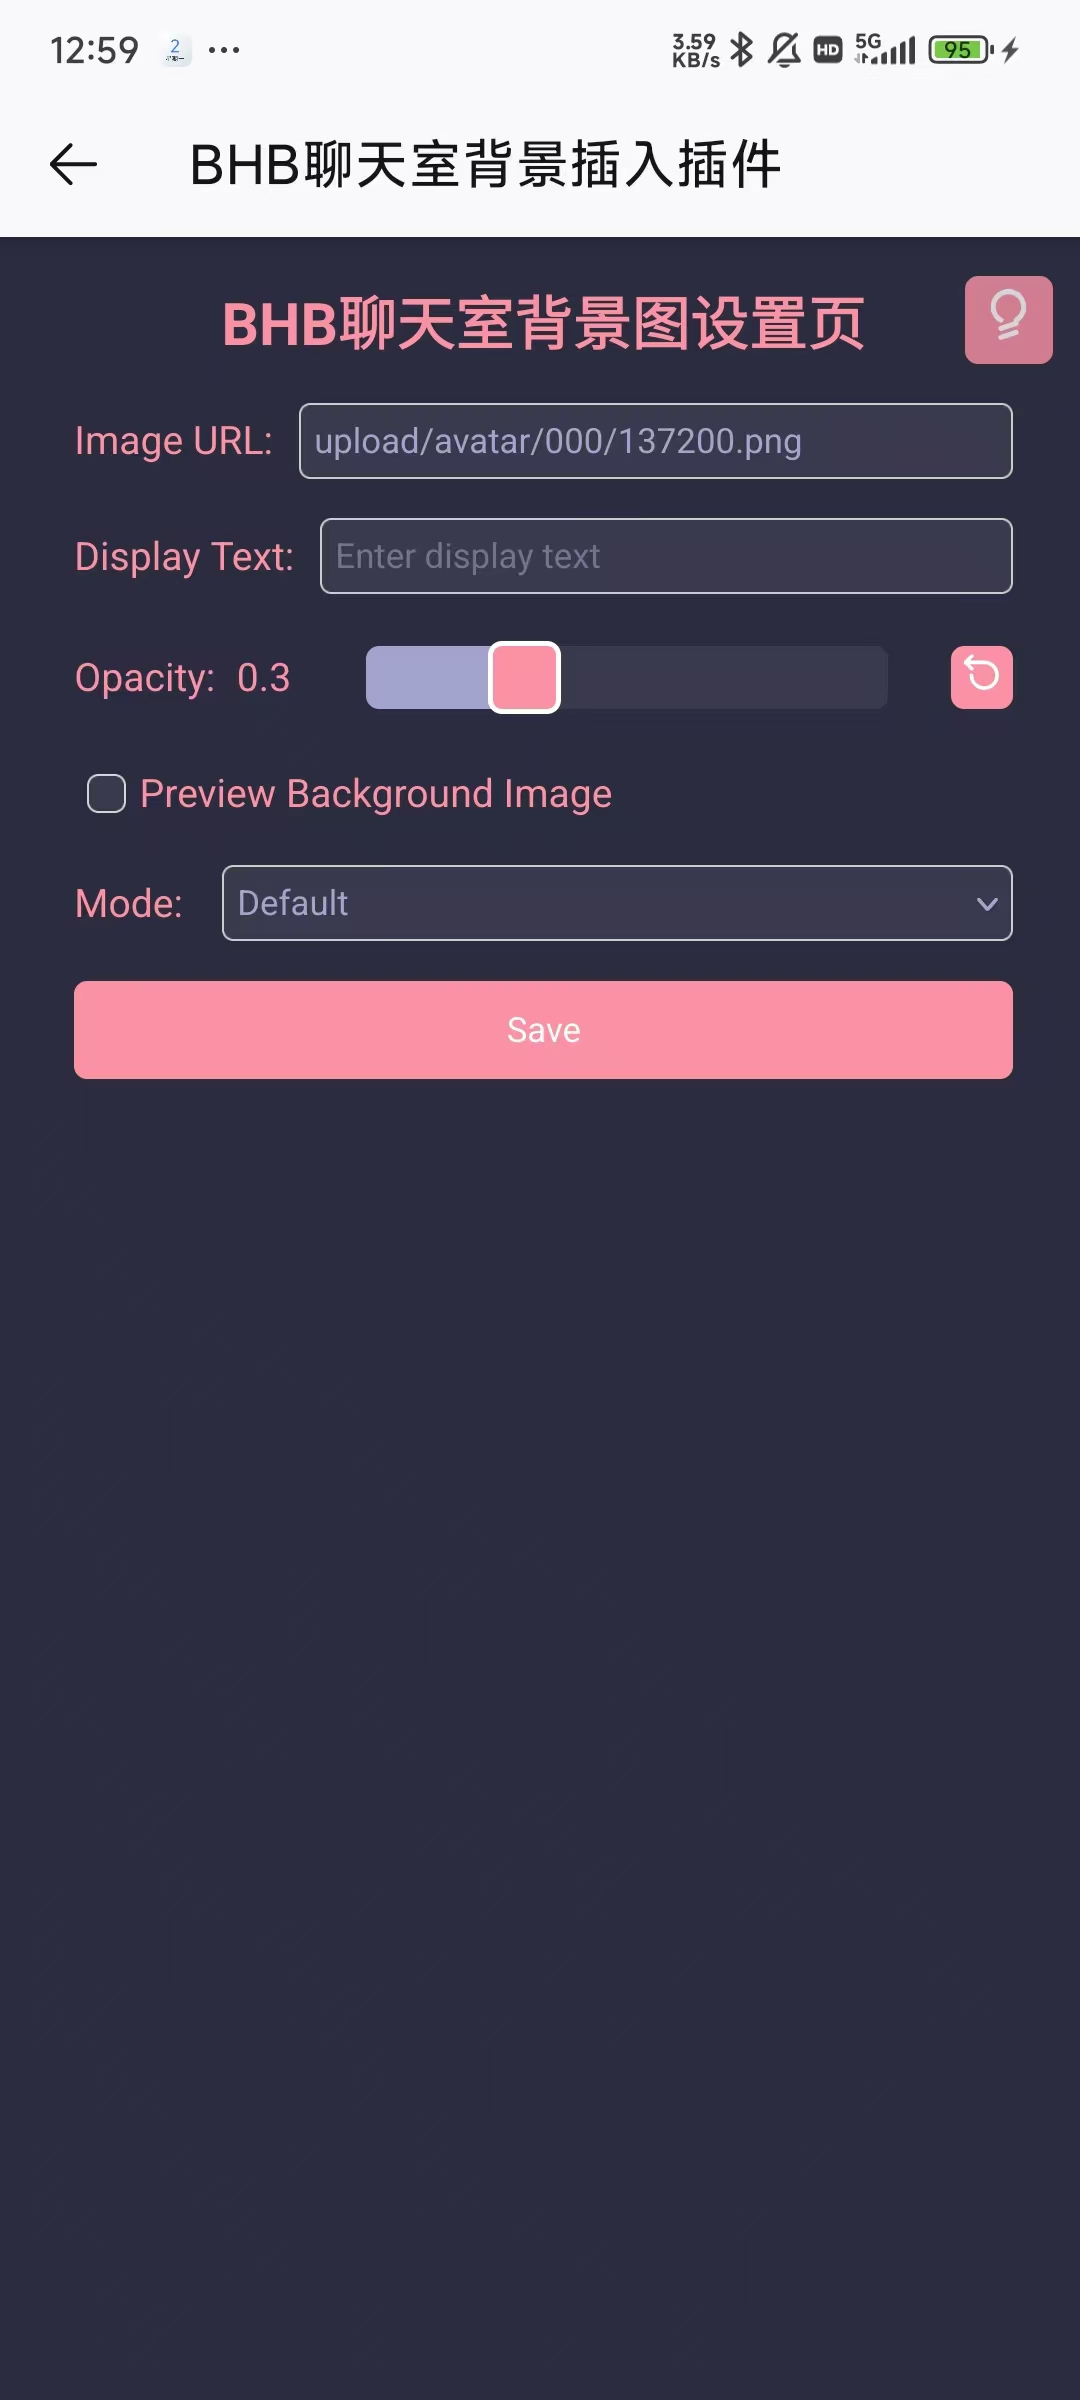 12:59 2 ... 3.59 KB/s HD 5G 95
BHB聊天室背景插入插件
BHB聊天室背景图设置页
Image URL: upload/avatar/000/137200.png
Display Text: Enter display text
Opacity: 0.3
Preview Background Image
Mode: Default
Save